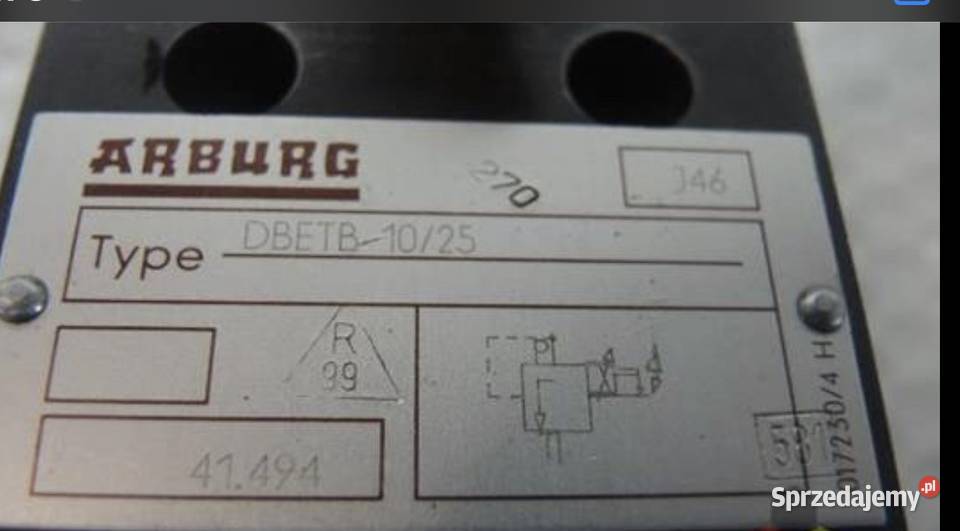 ARBURG
270
J46
Type DBETB-10/25
R
99
41.494
017230/4 H
Sprzedajemy.pl